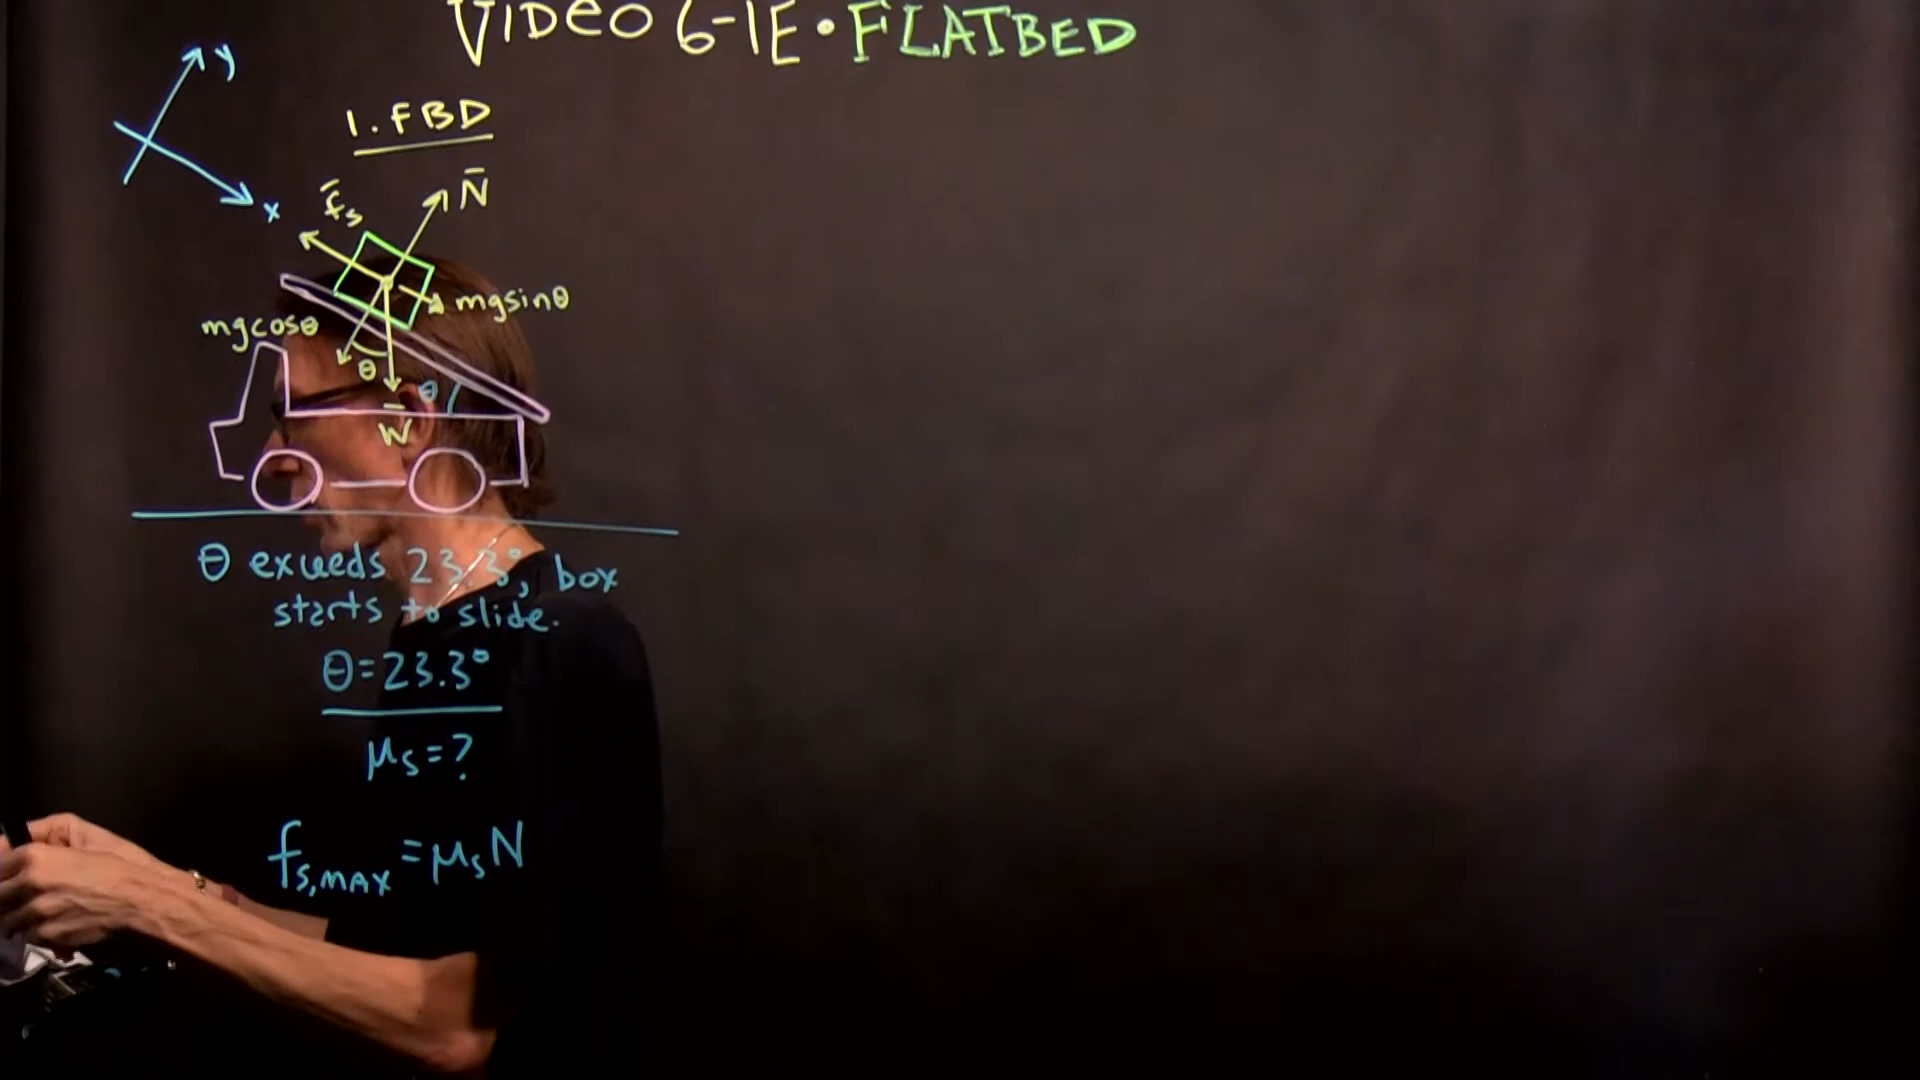 VIDEO 6-1E • FLATBED
y
x
1. FBD
N̄
f̄s
mgsinθ
mgcosθ
θ
θ
W̄
θ exceeds 23.3°, box
starts to slide.
θ=23.3°
μs=?
fs,MAX=μsN